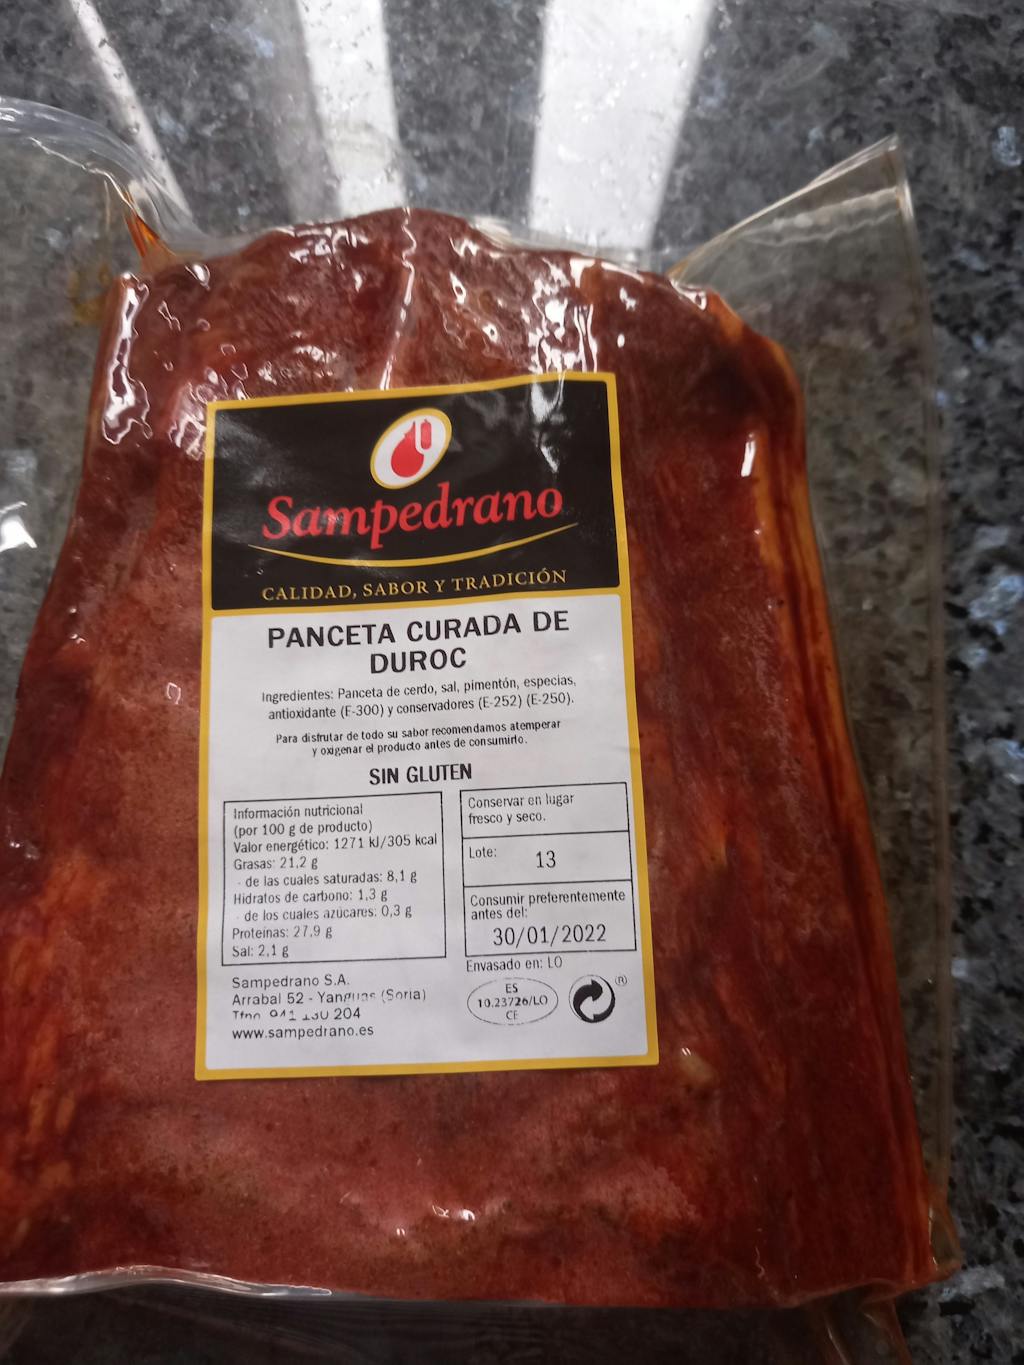 Sampedrano
CALIDAD, SABOR Y TRADICIÓN
PANCETA CURADA DE
DUROC
Ingredientes: Panceta de cerdo, sal, pimentón, especias,
antioxidante (E-300) y conservadores (E-252) (E-250).
Para disfrutar de todo su sabor recomendamos atemperar
y oxigenar el producto antes de consumirlo.
SIN GLUTEN
Información nutricional
(por 100 g de producto)
Valor energético: 1271 kJ/305 kcal
Grasas: 21,2 g
- de las cuales saturadas: 8,1 g
Hidratos de carbono: 1,3 g
- de los cuales azúcares: 0,3 g
Proteínas: 27,9 g
Sal: 2,1 g
Conservar en lugar
fresco y seco.
Lote: 13
Consumir preferentemente
antes del:
30/01/2022
Envasado en: LO
ES
10.23726/LO
CE
®
Sampedrano S.A.
Arrabal 52 - Yanguas (Soria)
Tfno 941 130 204
www.sampedrano.es